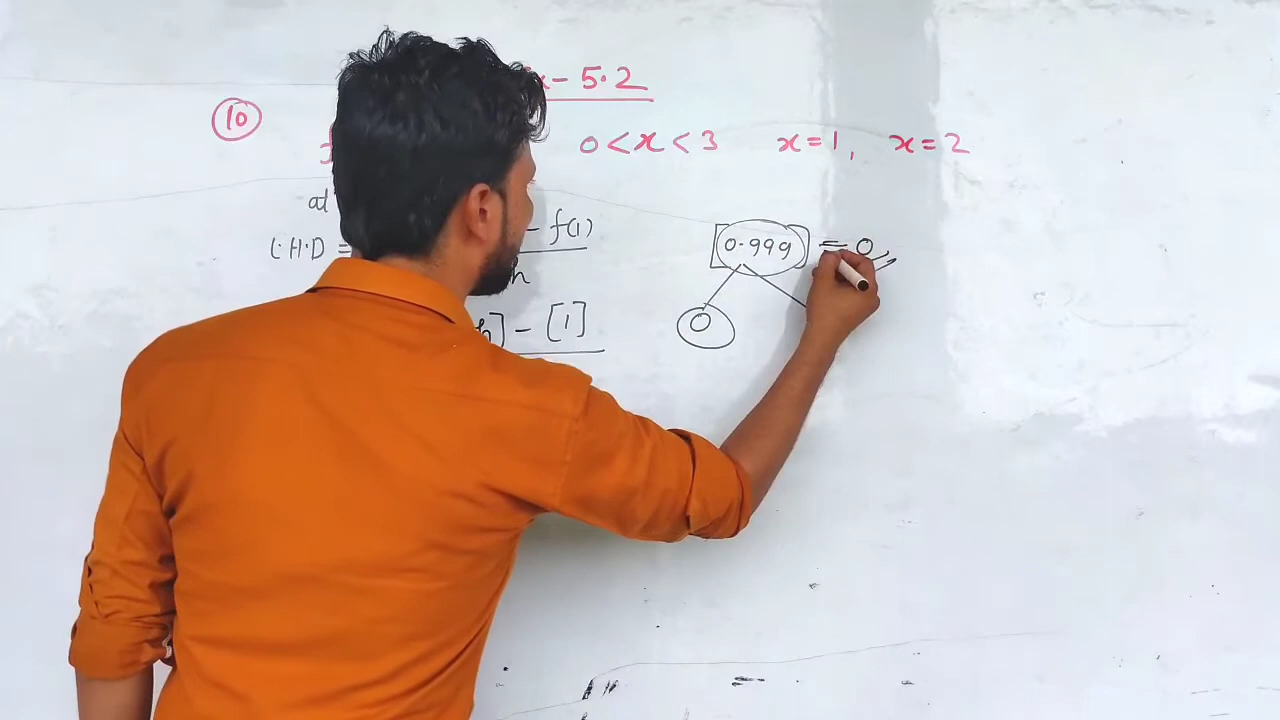 x - 5.2
10 0 < x < 3 x = 1, x = 2
at
L.H.D = - f(1)
h
h] - [1]
[0.999] = 0
0